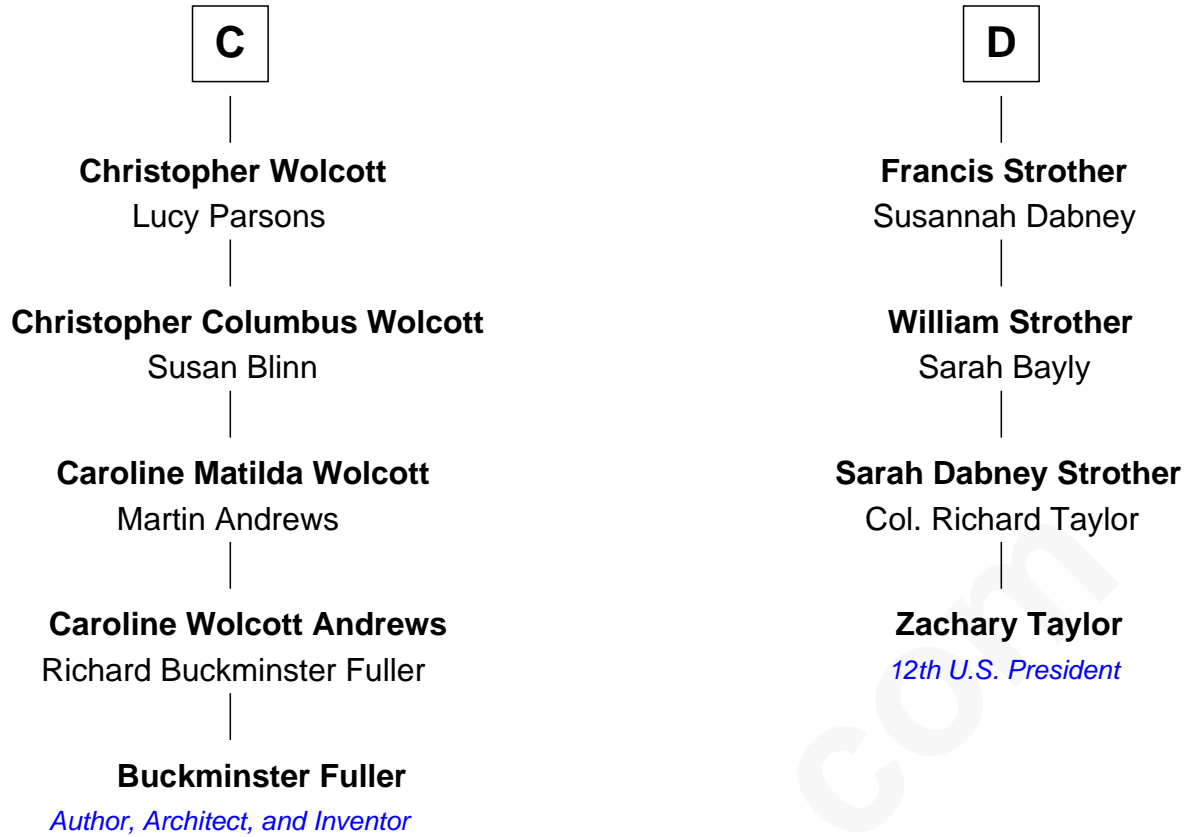 C
Christopher Wolcott
Lucy Parsons
Christopher Columbus Wolcott
Susan Blinn
Caroline Matilda Wolcott
Martin Andrews
Caroline Wolcott Andrews
Richard Buckminster Fuller
Buckminster Fuller
Author, Architect, and Inventor
D
Francis Strother
Susannah Dabney
William Strother
Sarah Bayly
Sarah Dabney Strother
Col. Richard Taylor
Zachary Taylor
12th U.S. President
com